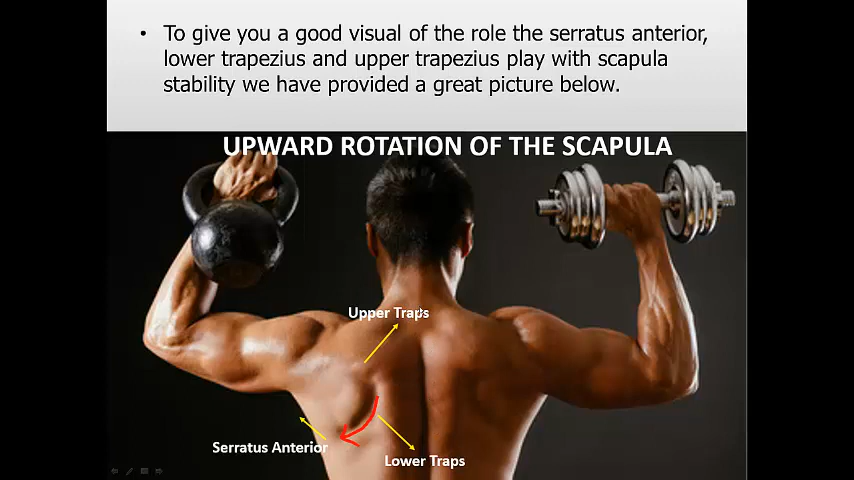 • To give you a good visual of the role the serratus anterior,
lower trapezius and upper trapezius play with scapula
stability we have provided a great picture below.
UPWARD ROTATION OF THE SCAPULA
Upper Traps
Serratus Anterior
Lower Traps